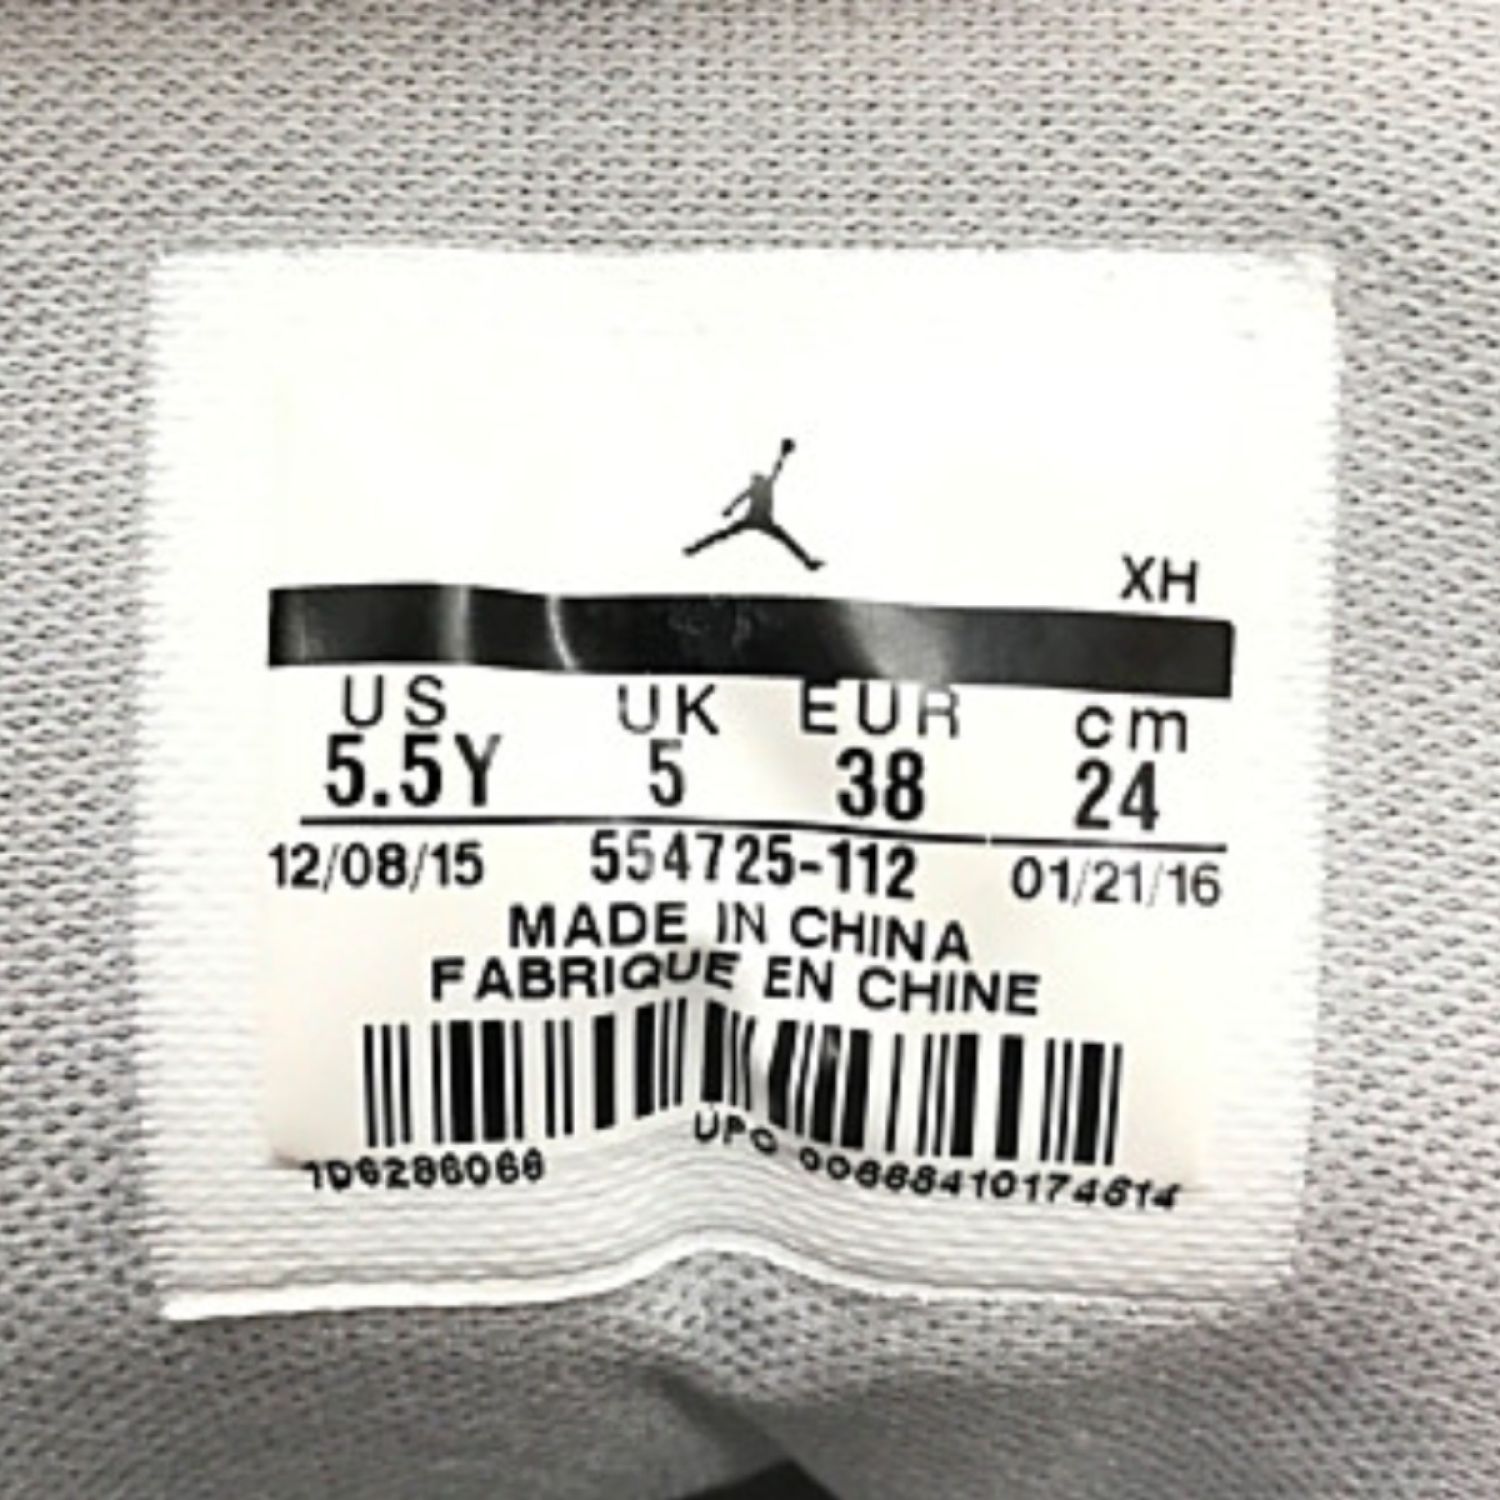 XH
US UK EUR cm
5.5Y 5 38 24
12/08/15 554725-112 01/21/16
MADE IN CHINA
FABRIQUE EN CHINE
UPC